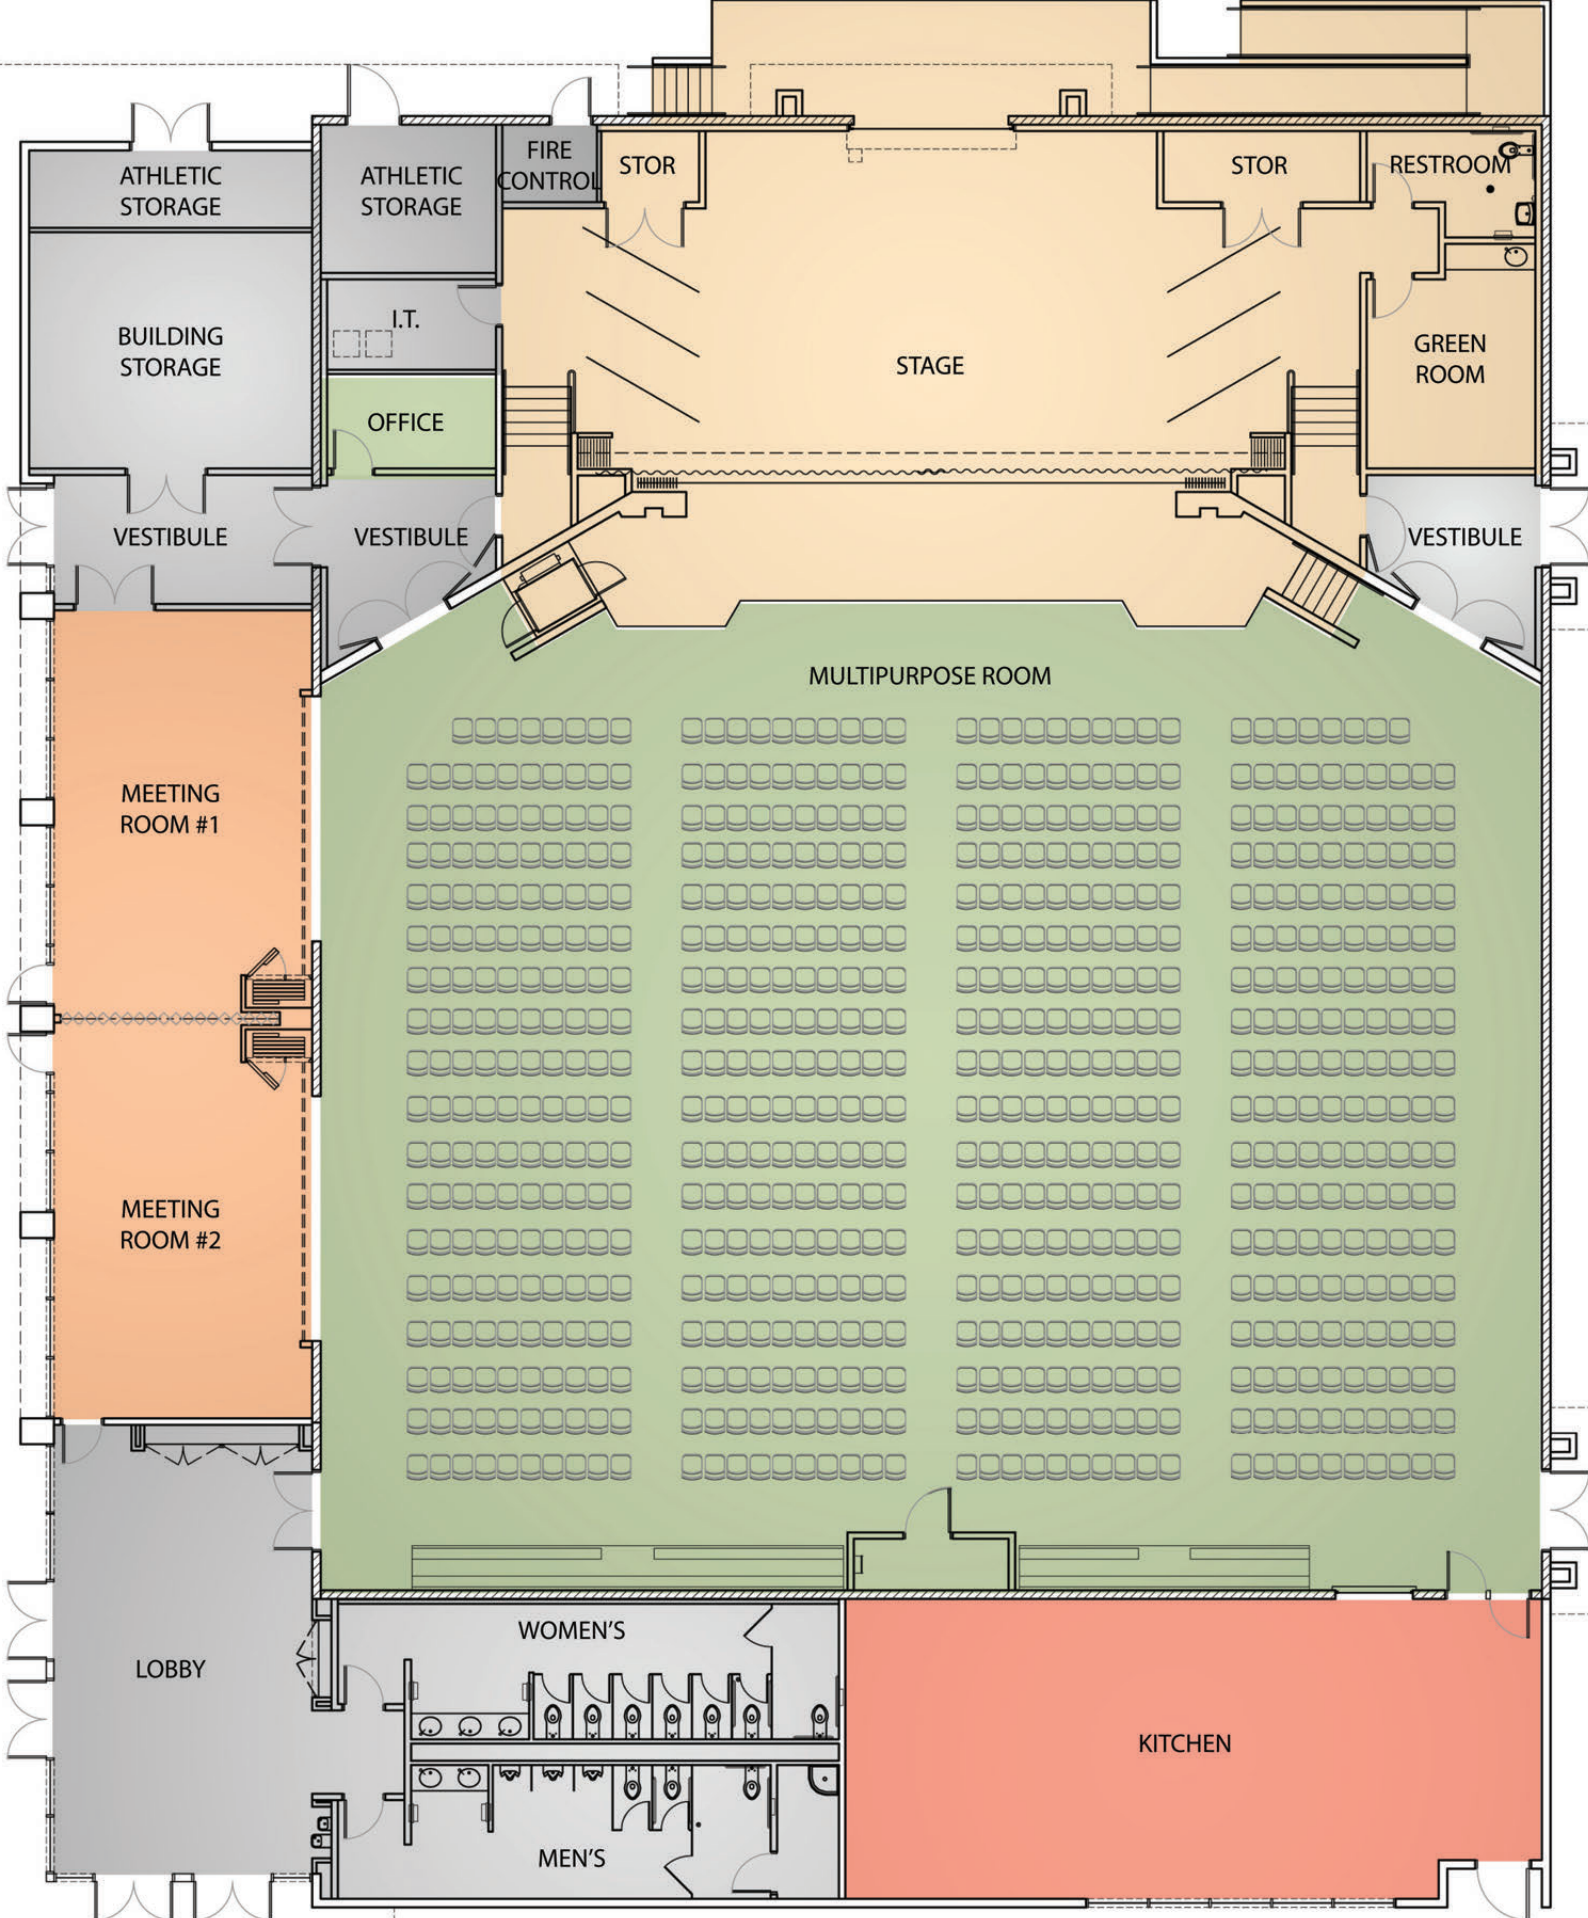 ATHLETIC
STORAGE
ATHLETIC
STORAGE
FIRE
CONTROL
STOR
STOR
RESTROOM
BUILDING
STORAGE
I.T.
OFFICE
STAGE
GREEN
ROOM
VESTIBULE
VESTIBULE
VESTIBULE
MULTIPURPOSE ROOM
MEETING
ROOM #1
MEETING
ROOM #2
LOBBY
WOMEN'S
MEN'S
KITCHEN